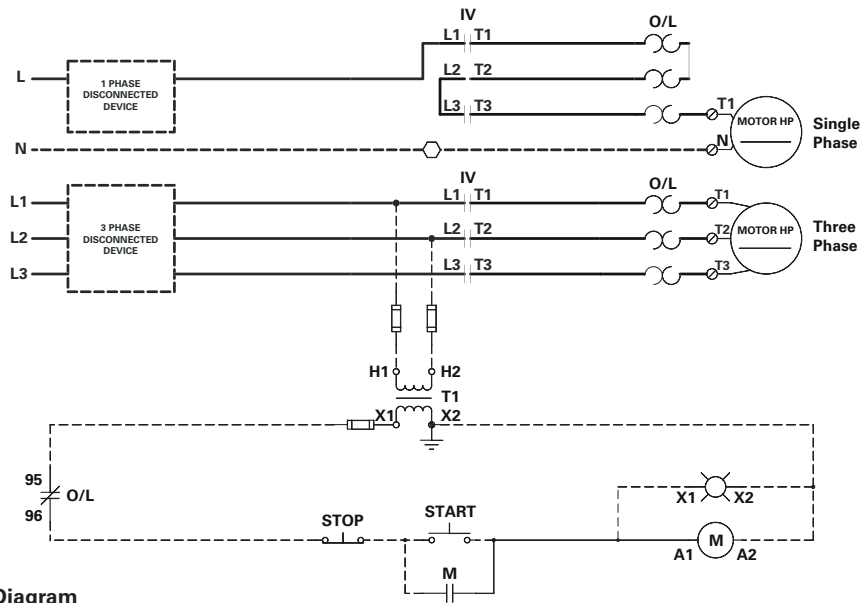 IV
O/L
L1 T1
L
1 PHASE
DISCONNECTED
DEVICE
L2 T2
L3 T3
T1
MOTOR HP
Single
Phase
N
N
IV
O/L
L1
L1 T1
T1
3 PHASE
DISCONNECTED
DEVICE
L2
L2 T2
T2
MOTOR HP
Three
Phase
L3
L3 T3
T3
H1
H2
T1
X1
X2
95
O/L
96
X1
X2
STOP
START
M
A1
A2
M
Diagram